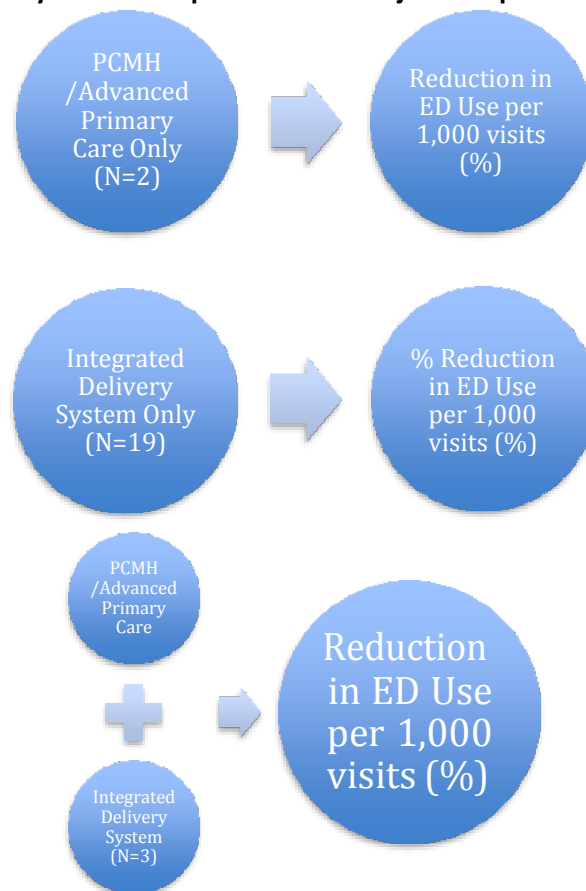 PCMH
/Advanced
Primary
Care Only
(N=2)
Reduction in
ED Use per
1,000 visits
(%)
Integrated
Delivery
System Only
(N=19)
% Reduction
in ED Use
per 1,000
visits (%)
PCMH
/Advanced
Primary
Care
Integrated
Delivery
System
(N=3)
Reduction
in ED Use
per 1,000
visits (%)